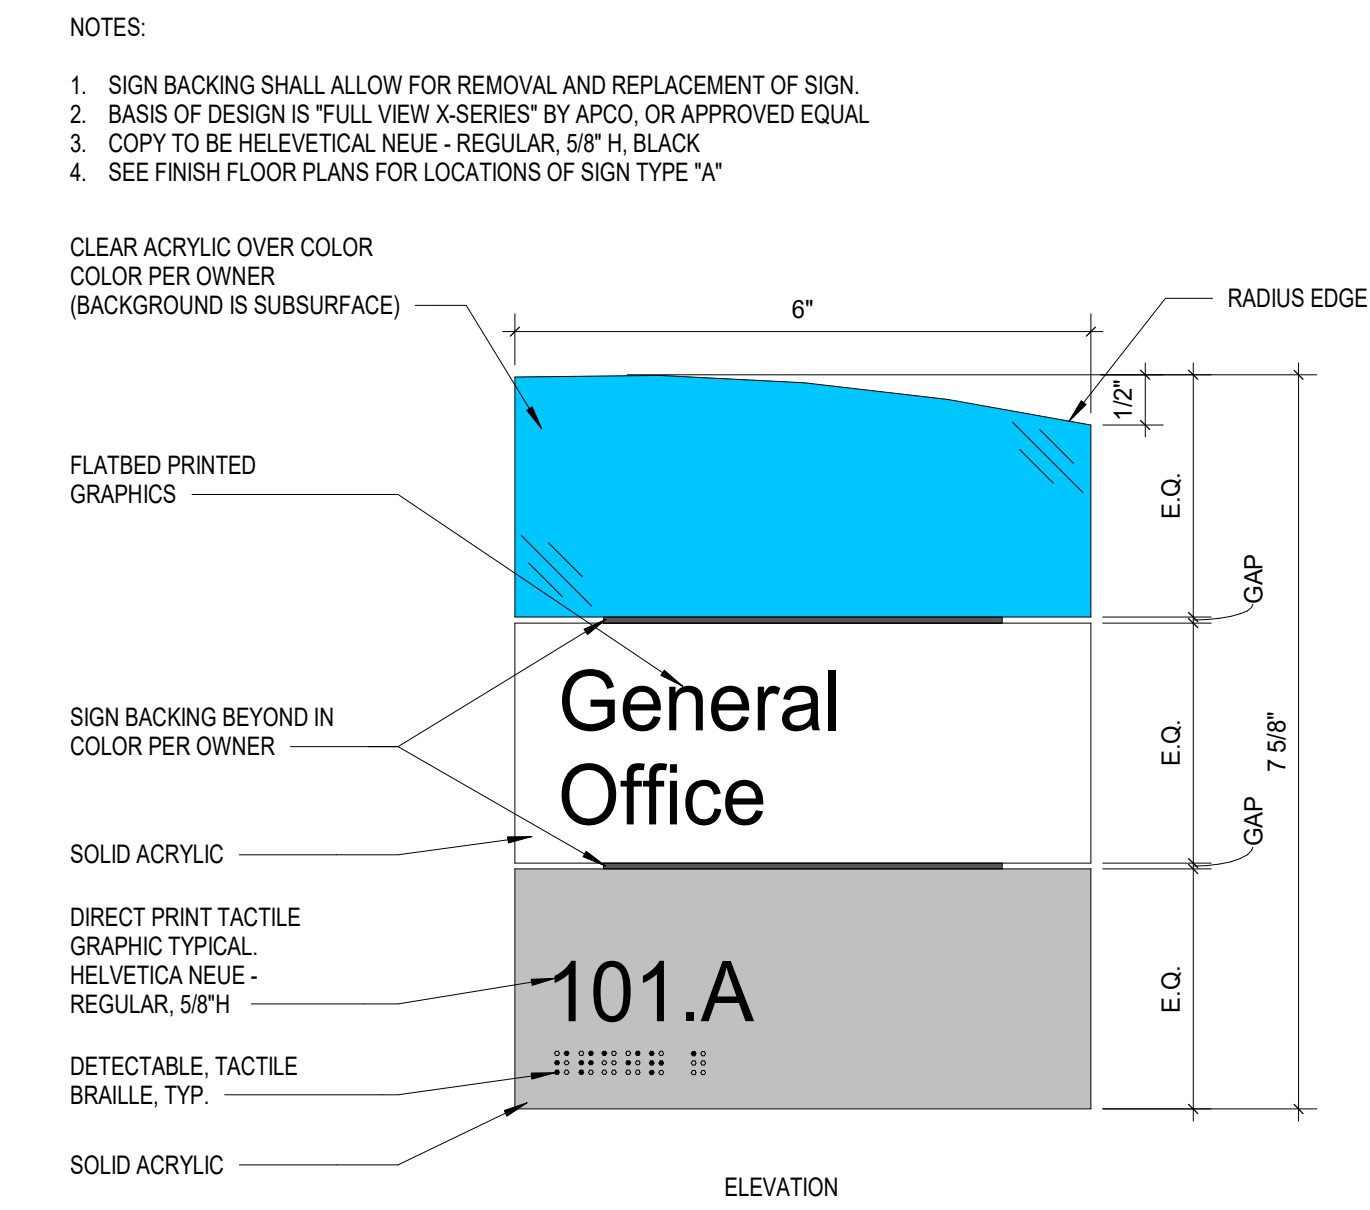 NOTES:
1. SIGN BACKING SHALL ALLOW FOR REMOVAL AND REPLACEMENT OF SIGN.
2. BASIS OF DESIGN IS "FULL VIEW X-SERIES" BY APCO, OR APPROVED EQUAL
3. COPY TO BE HELEVETICAL NEUE - REGULAR, 5/8" H, BLACK
4. SEE FINISH FLOOR PLANS FOR LOCATIONS OF SIGN TYPE "A"
CLEAR ACRYLIC OVER COLOR
COLOR PER OWNER
(BACKGROUND IS SUBSURFACE)
6"
RADIUS EDGE
1/2"
FLATBED PRINTED
GRAPHICS
E.Q.
GAP
General
Office
SIGN BACKING BEYOND IN
COLOR PER OWNER
E.Q.
7 5/8"
GAP
SOLID ACRYLIC
DIRECT PRINT TACTILE
GRAPHIC TYPICAL.
HELVETICA NEUE -
REGULAR, 5/8"H
101.A
E.Q.
DETECTABLE, TACTILE
BRAILLE, TYP.
SOLID ACRYLIC
ELEVATION